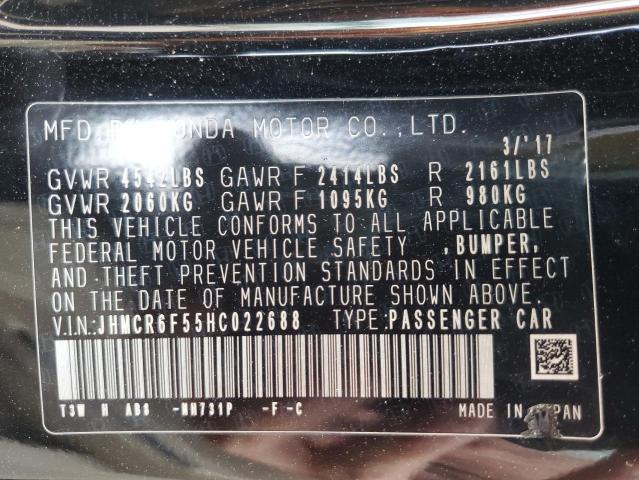 MFD. BY HONDA MOTOR CO.,LTD.
3/'17
GVWR 4542LBS GAWR F 2414LBS R 2161LBS
GVWR 2060KG GAWR F 1095KG R 980KG
THIS VEHICLE CONFORMS TO ALL APPLICABLE
FEDERAL MOTOR VEHICLE SAFETY ,BUMPER,
AND THEFT PREVENTION STANDARDS IN EFFECT
ON THE DATE OF MANUFACTURE SHOWN ABOVE.
V.I.N.:JHMCR6F55HC022688 TYPE:PASSENGER CAR
T3W H AB8 -NH731P -F -C
MADE IN JAPAN